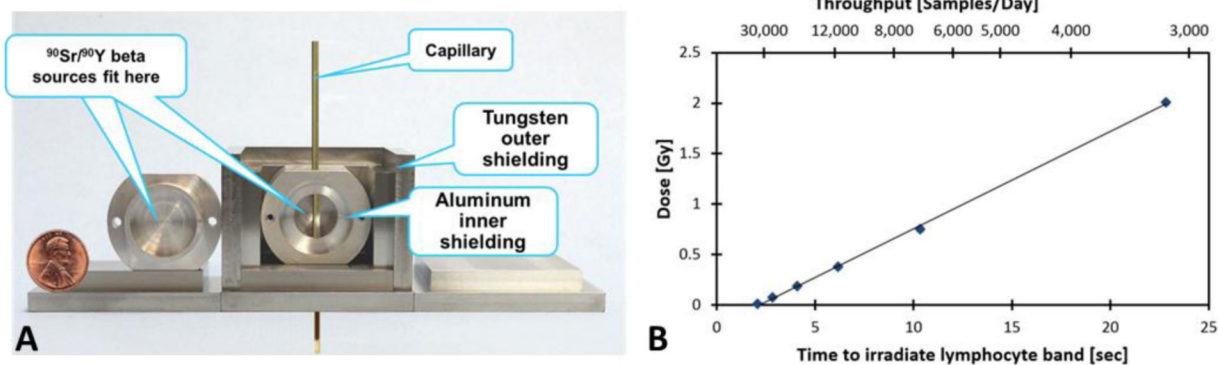 ⁹⁰Sr/⁹⁰Y beta
sources fit here
Capillary
Tungsten
outer
shielding
Aluminum
inner
shielding
A
Throughput [Samples/Day]
30,000 12,000 8,000 6,000 5,000 4,000 3,000
2.5
2
1.5
1
0.5
0
Dose [Gy]
0 5 10 15 20 25
Time to irradiate lymphocyte band [sec]
B